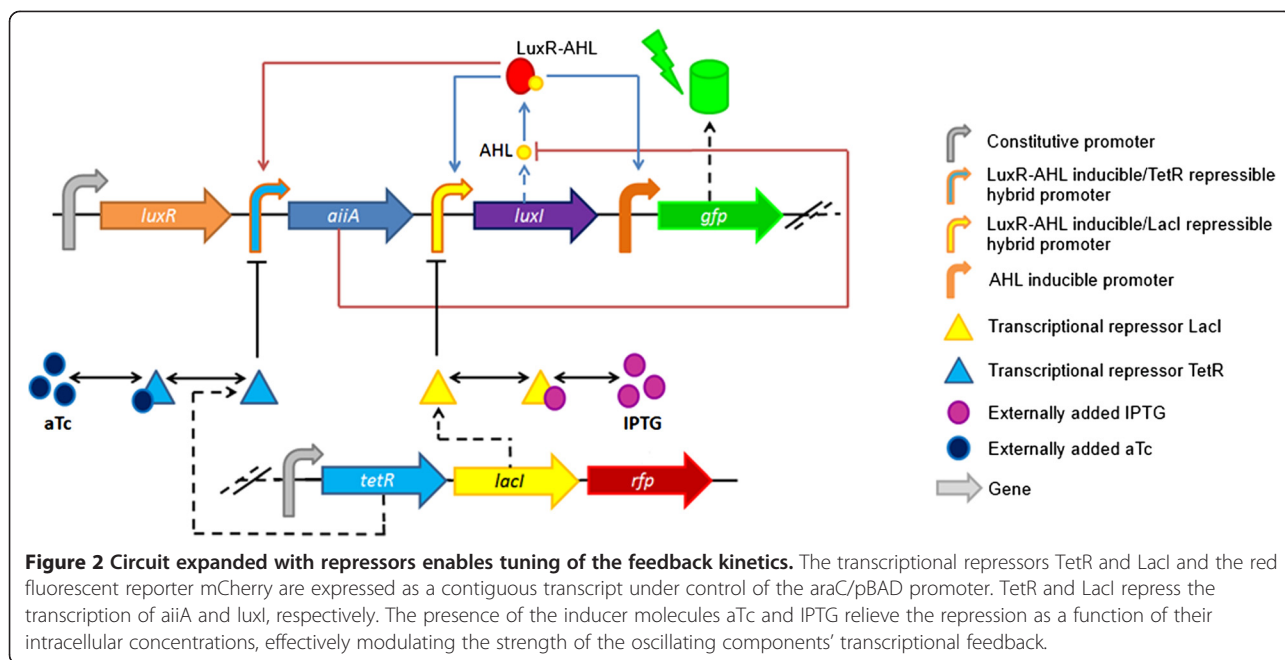 LuxR-AHL
AHL
luxR
aiiA
luxI
gfp
aTc
IPTG
tetR
lacI
rfp
Constitutive promoter
LuxR-AHL inducible/TetR repressible
hybrid promoter
LuxR-AHL inducible/LacI repressible
hybrid promoter
AHL inducible promoter
Transcriptional repressor LacI
Transcriptional repressor TetR
Externally added IPTG
Externally added aTc
Gene
Figure 2 Circuit expanded with repressors enables tuning of the feedback kinetics. The transcriptional repressors TetR and LacI and the red
fluorescent reporter mCherry are expressed as a contiguous transcript under control of the araC/pBAD promoter. TetR and LacI repress the
transcription of aiiA and luxI, respectively. The presence of the inducer molecules aTc and IPTG relieve the repression as a function of their
intracellular concentrations, effectively modulating the strength of the oscillating components' transcriptional feedback.